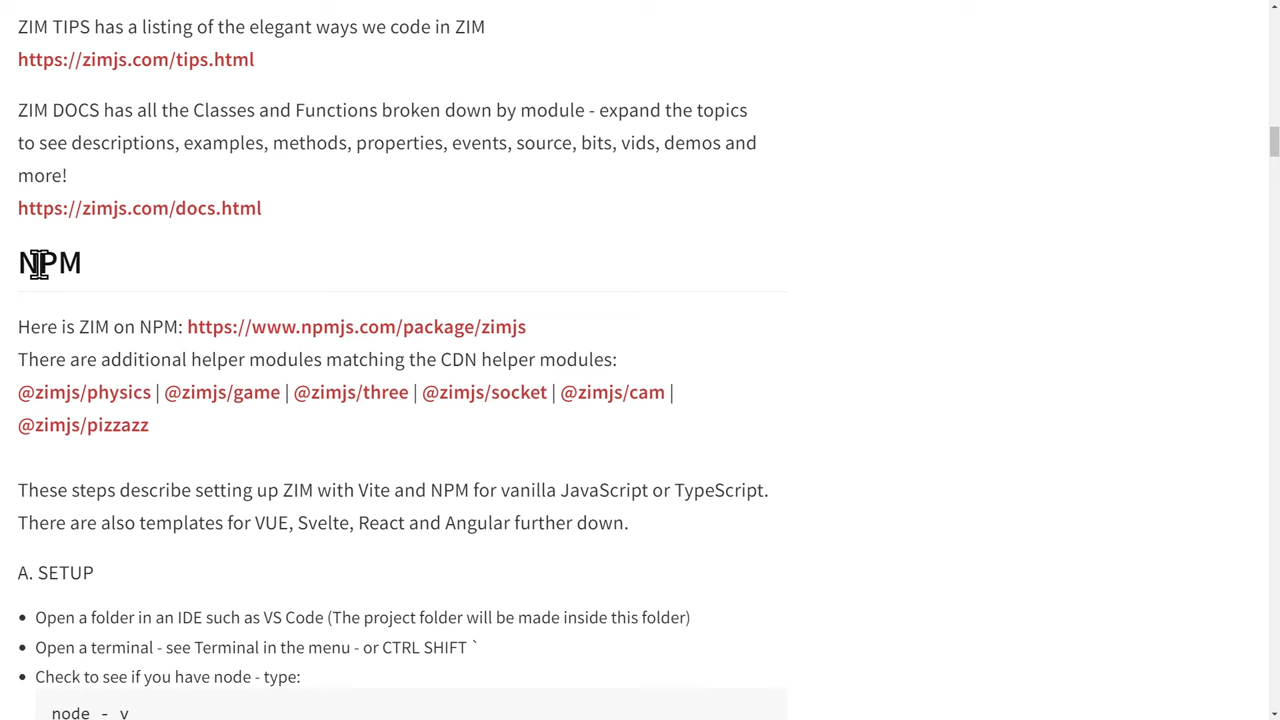 ZIM TIPS has a listing of the elegant ways we code in ZIM
https://zimjs.com/tips.html
ZIM DOCS has all the Classes and Functions broken down by module - expand the topics
to see descriptions, examples, methods, properties, events, source, bits, vids, demos and
more!
https://zimjs.com/docs.html
NPM
Here is ZIM on NPM: https://www.npmjs.com/package/zimjs
There are additional helper modules matching the CDN helper modules:
@zimjs/physics | @zimjs/game | @zimjs/three | @zimjs/socket | @zimjs/cam |
@zimjs/pizzazz
These steps describe setting up ZIM with Vite and NPM for vanilla JavaScript or TypeScript.
There are also templates for VUE, Svelte, React and Angular further down.
A. SETUP
• Open a folder in an IDE such as VS Code (The project folder will be made inside this folder)
• Open a terminal - see Terminal in the menu - or CTRL SHIFT `
• Check to see if you have node - type:
node - v